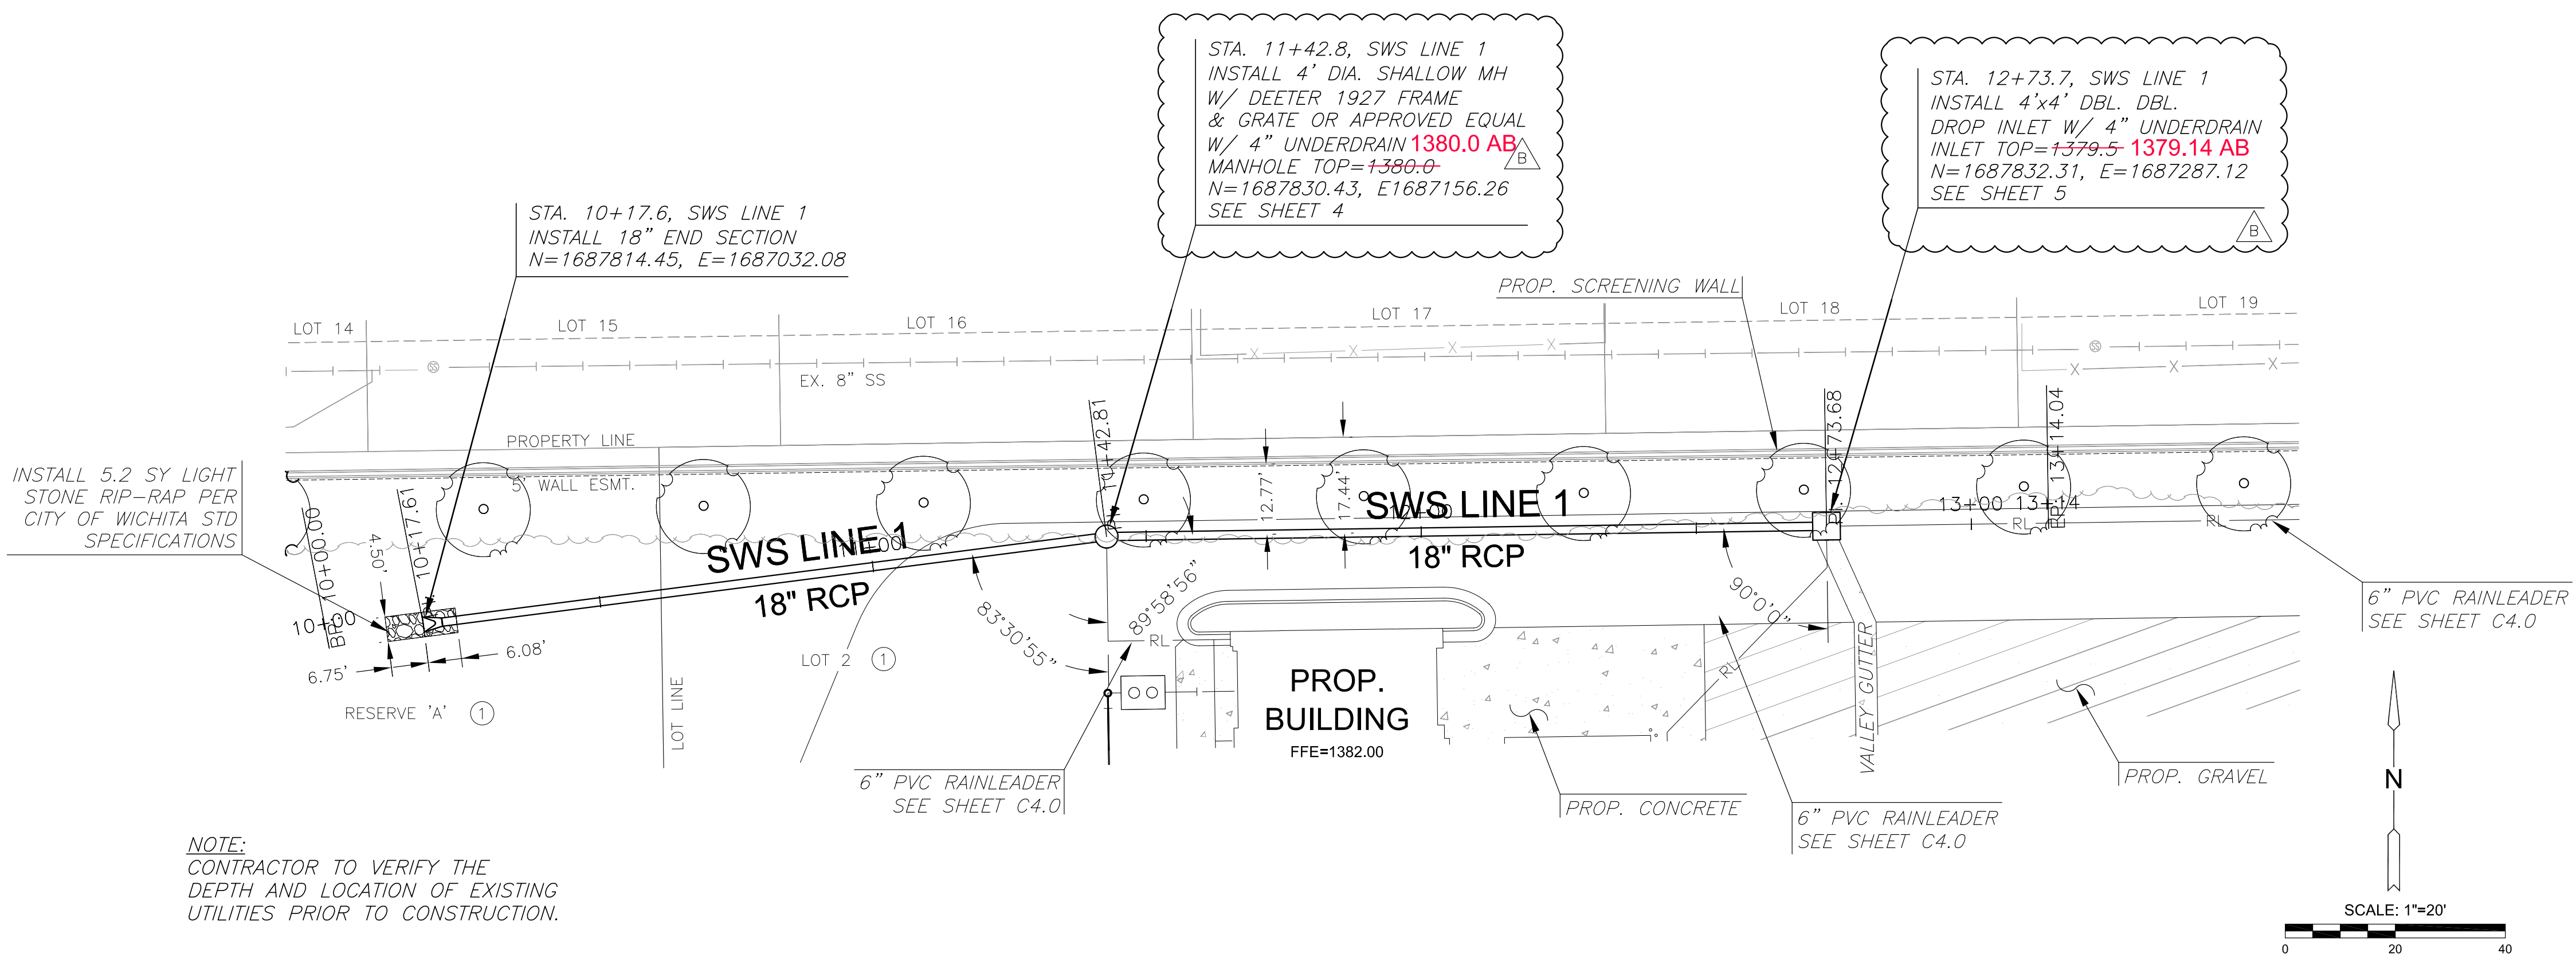 STA. 11+42.8, SWS LINE 1
INSTALL 4' DIA. SHALLOW MH
W/ DEETER 1927 FRAME
& GRATE OR APPROVED EQUAL
W/ 4" UNDERDRAIN 1380.0 AB
MANHOLE TOP=1380.0
N=1687830.43, E1687156.26
SEE SHEET 4
B
STA. 12+73.7, SWS LINE 1
INSTALL 4'x4' DBL. DBL.
DROP INLET W/ 4" UNDERDRAIN
INLET TOP=1379.5 1379.14 AB
N=1687832.31, E=1687287.12
SEE SHEET 5
B
STA. 10+17.6, SWS LINE 1
INSTALL 18" END SECTION
N=1687814.45, E=1687032.08
PROP. SCREENING WALL
LOT 14
LOT 15
LOT 16
LOT 17
LOT 18
LOT 19
X X X X
X X X
SS
SS
EX. 8" SS
PROPERTY LINE
5' WALL ESMT.
INSTALL 5.2 SY LIGHT
STONE RIP-RAP PER
CITY OF WICHITA STD
SPECIFICATIONS
BP: 10+00.00
10+00
4.50'
10+17.61
6.75'
6.08'
RESERVE 'A' 1
SWS LINE 1
11+00
18" RCP
11+42.81
12.77'
17.44'
SWS LINE 1
12+00
18" RCP
12+73.68
13+00
13+14
EP: 13+14.04
RL
RL
83°30'55"
89°58'56"
90°0'0"
LOT 2 1
LOT LINE
RL
RL
PROP.
BUILDING
FFE=1382.00
VALLEY GUTTER
6" PVC RAINLEADER
SEE SHEET C4.0
6" PVC RAINLEADER
SEE SHEET C4.0
PROP. CONCRETE
6" PVC RAINLEADER
SEE SHEET C4.0
PROP. GRAVEL
NOTE:
CONTRACTOR TO VERIFY THE
DEPTH AND LOCATION OF EXISTING
UTILITIES PRIOR TO CONSTRUCTION.
N
SCALE: 1"=20'
0 20 40